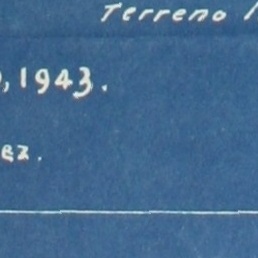 Terreno
, 1943.
ez.